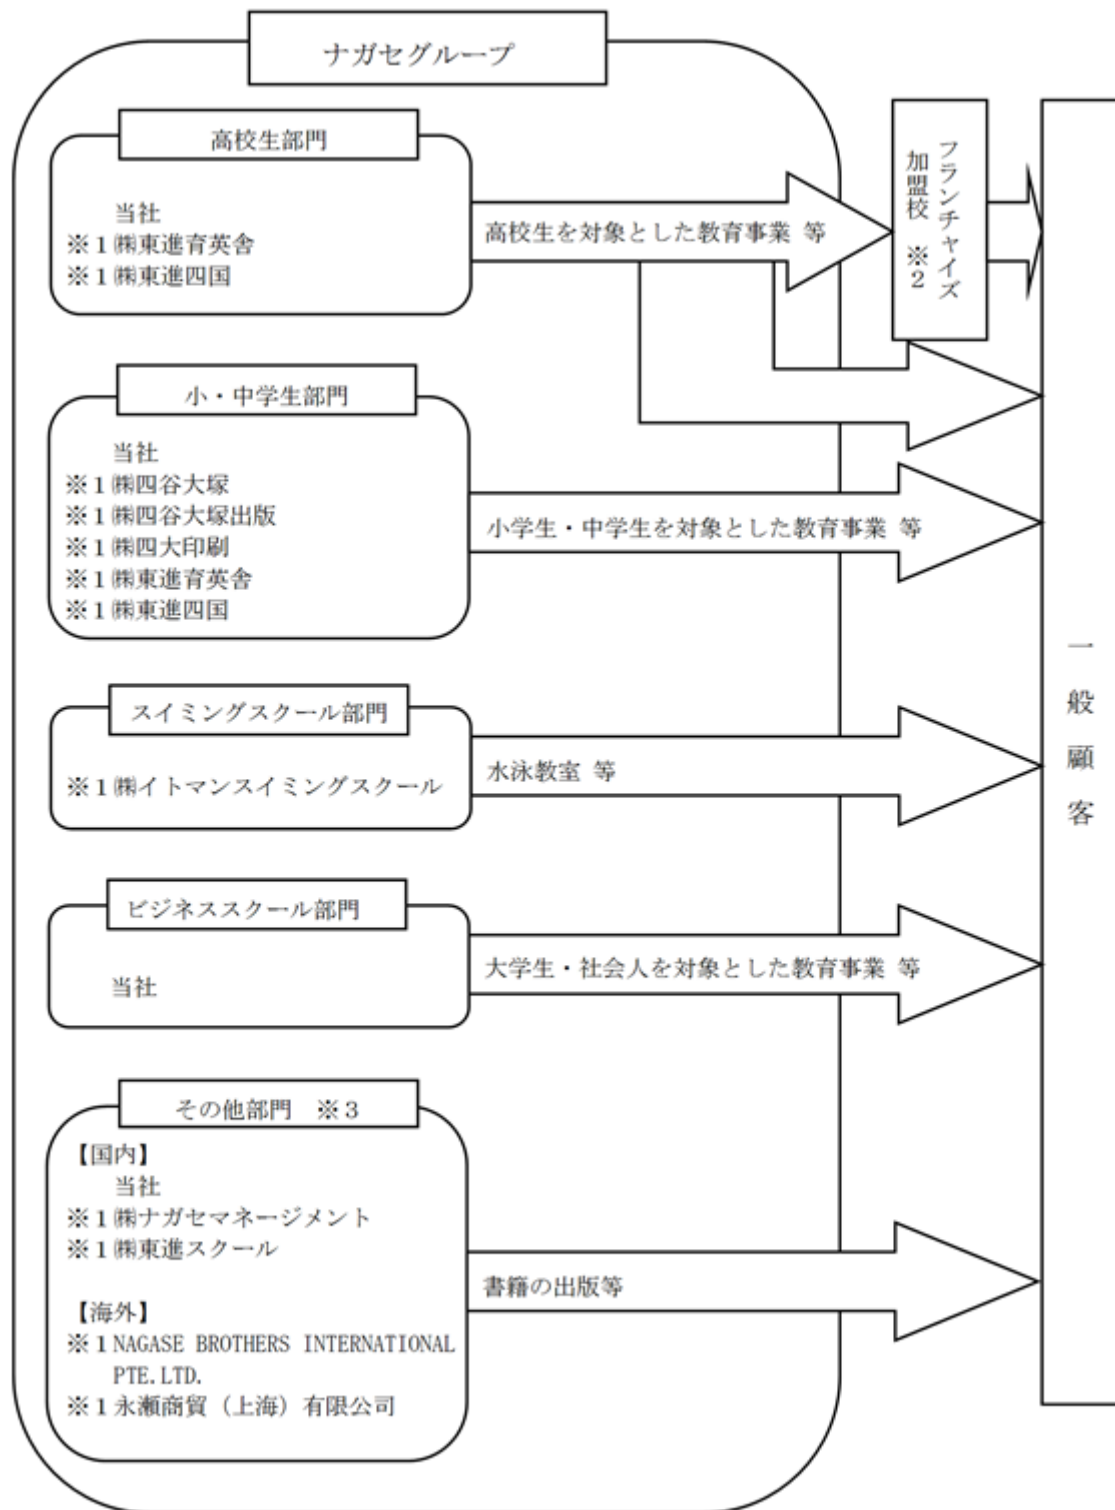 ナガセグループ
高校生部門
当社
※1㈱東進育英舎
※1㈱東進四国
高校生を対象とした教育事業 等
フランチャイズ
加盟校 ※2
小・中学生部門
当社
※1㈱四谷大塚
※1㈱四谷大塚出版
※1㈱四大印刷
※1㈱東進育英舎
※1㈱東進四国
小学生・中学生を対象とした教育事業 等
スイミングスクール部門
※1㈱イトマンスイミングスクール
水泳教室 等
ビジネススクール部門
当社
大学生・社会人を対象とした教育事業 等
その他部門 ※3
【国内】
当社
※1㈱ナガセマネージメント
※1㈱東進スクール
【海外】
※1NAGASE BROTHERS INTERNATIONAL
PTE.LTD.
※1永瀬商貿（上海）有限公司
書籍の出版等
一般顧客